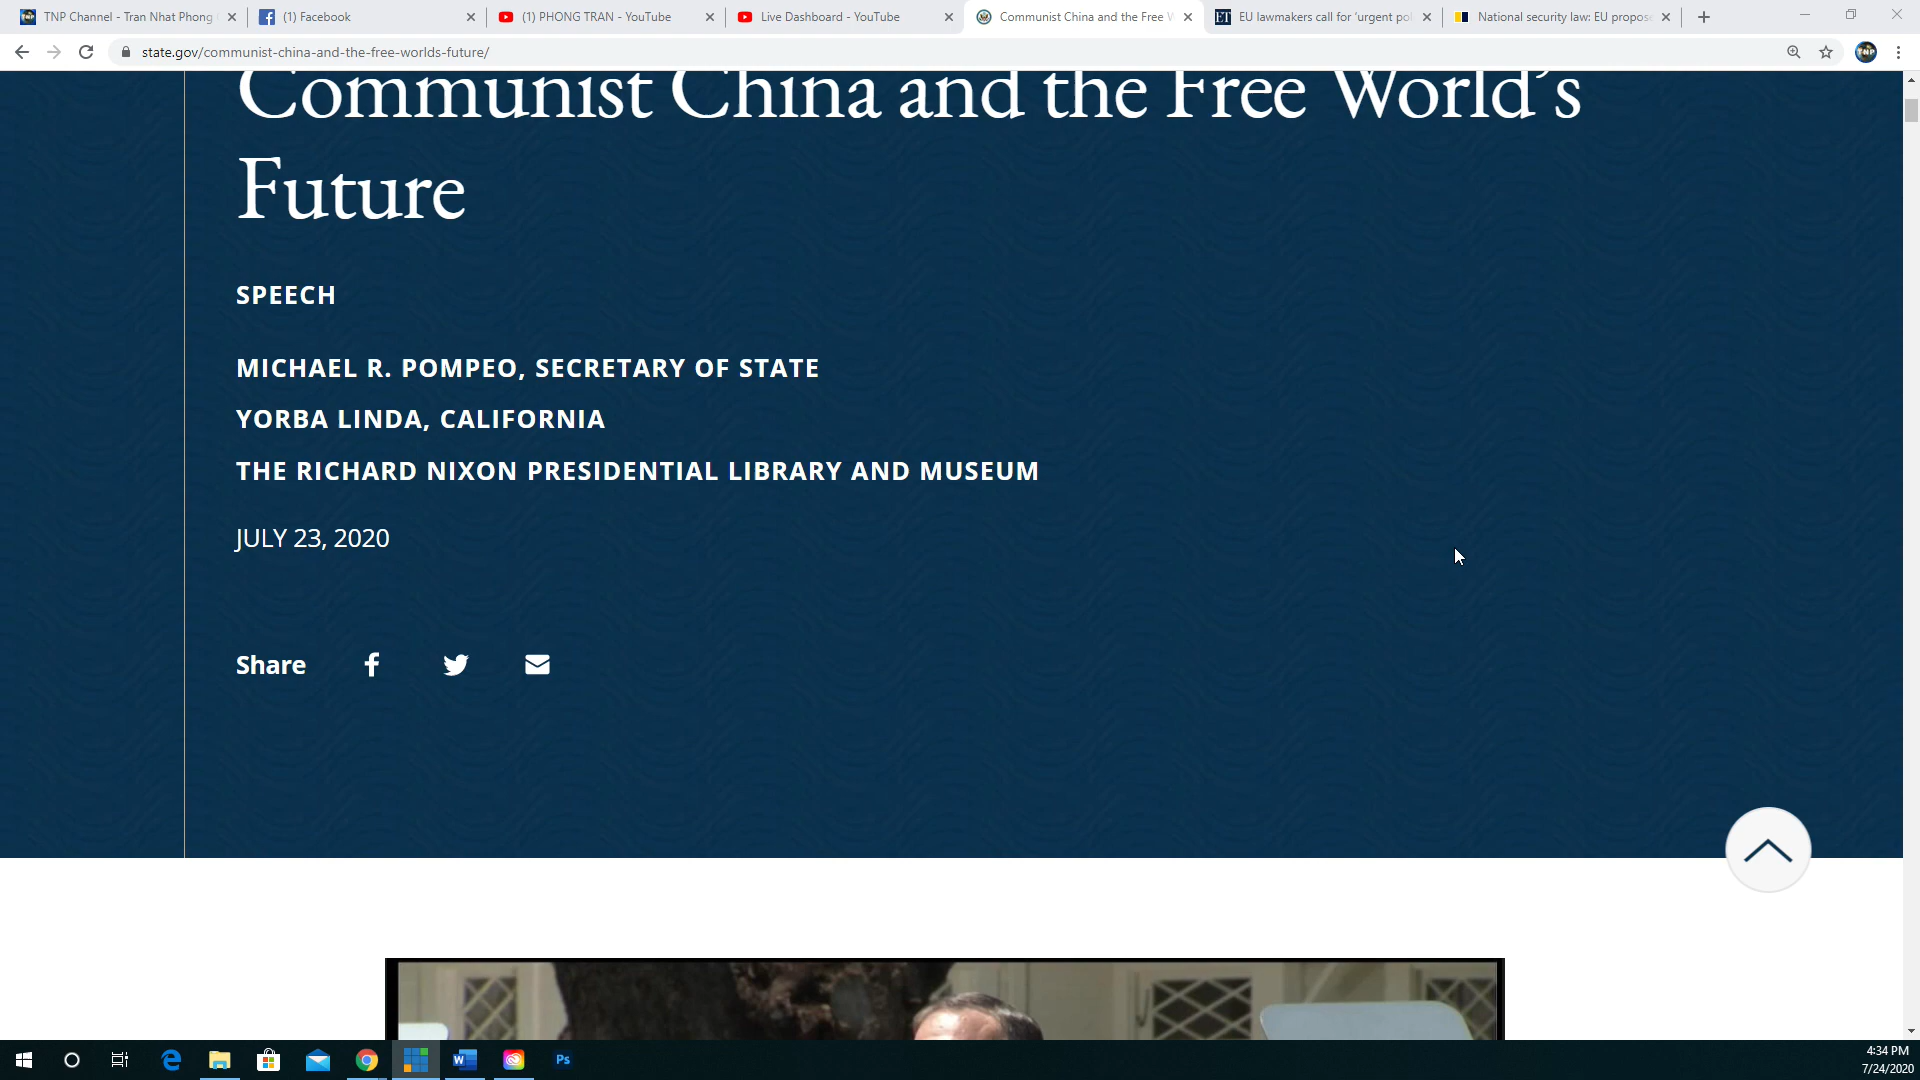 TNP Channel - Tran Nhat Phong
(1) Facebook
(1) PHONG TRAN - YouTube
Live Dashboard - YouTube
Communist China and the Free W
EU lawmakers call for 'urgent pol
National security law: EU propose
state.gov/communist-china-and-the-free-worlds-future/
Communist China and the Free World's
Future
SPEECH
MICHAEL R. POMPEO, SECRETARY OF STATE
YORBA LINDA, CALIFORNIA
THE RICHARD NIXON PRESIDENTIAL LIBRARY AND MUSEUM
JULY 23, 2020
Share
4:34 PM
7/24/2020